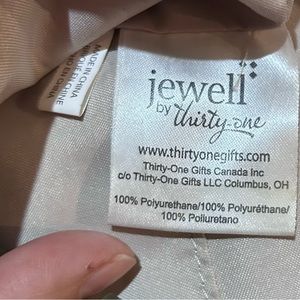 MADE IN CHINA
jewell
by thirty-one
www.thirtyonegifts.com
Thirty-One Gifts Canada Inc
c/o Thirty-One Gifts LLC Columbus, OH
100% Polyurethane/100% Polyuréthane/
100% Poliuretano